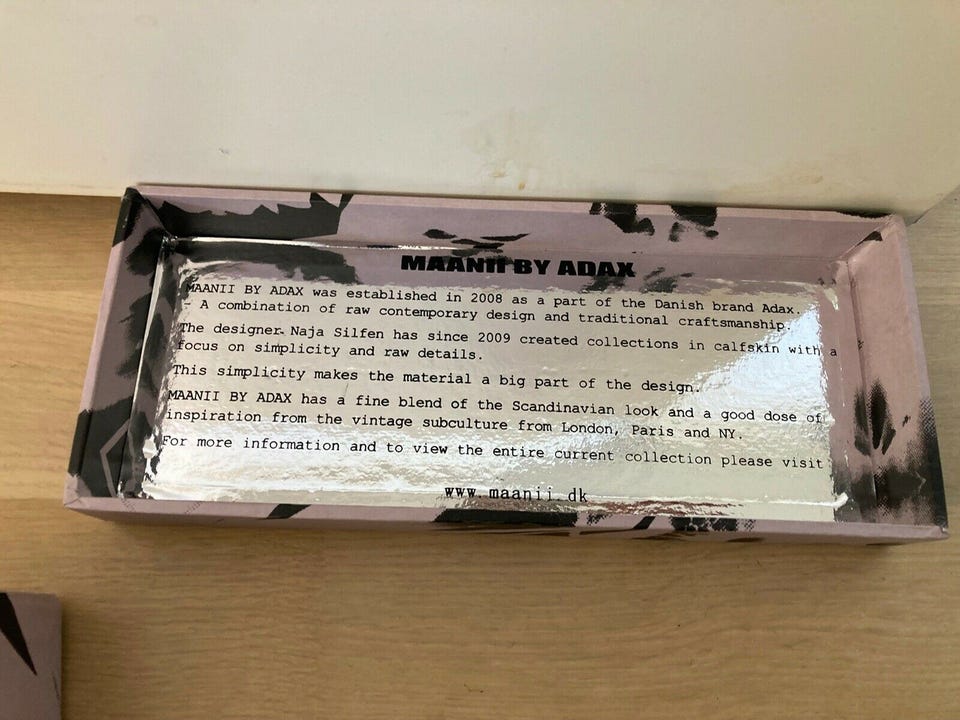 MAANII BY ADAX
MAANII BY ADAX was established in 2008 as a part of the Danish brand Adax.
- A combination of raw contemporary design and traditional craftsmanship.
The designer Naja Silfen has since 2009 created collections in calfskin with a
focus on simplicity and raw details.
This simplicity makes the material a big part of the design.
MAANII BY ADAX has a fine blend of the Scandinavian look and a good dose of
inspiration from the vintage subculture from London, Paris and NY.
For more information and to view the entire current collection please visit
www.maanii.dk